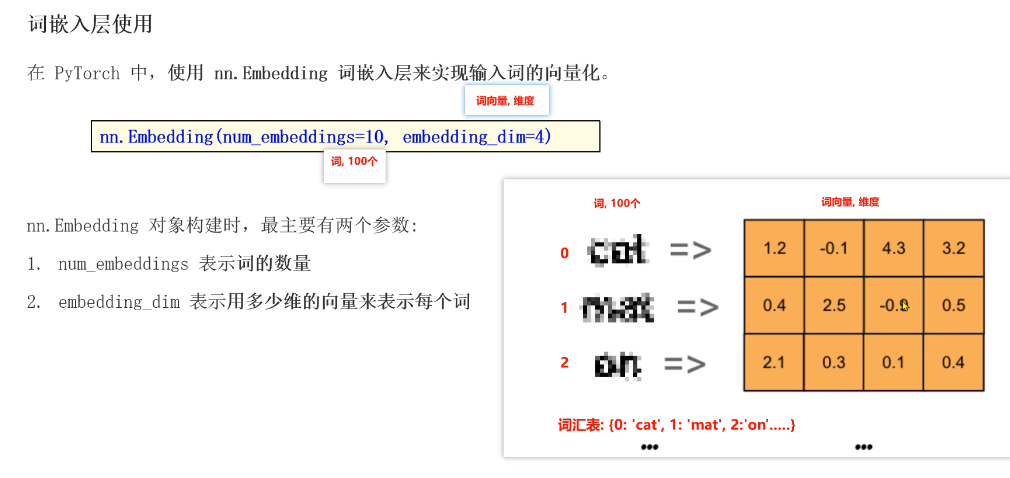 词嵌入层使用
在 PyTorch 中，使用 nn.Embedding 词嵌入层来实现输入词的向量化。
词向量, 维度
nn.Embedding(num_embeddings=10, embedding_dim=4)
词, 100个
nn.Embedding 对象构建时，最主要有两个参数:
1. num_embeddings 表示词的数量
2. embedding_dim 表示用多少维的向量来表示每个词
词, 100个 词向量, 维度
0 cat => 1.2 -0.1 4.3 3.2
1 mat => 0.4 2.5 0.5
2 on => 2.1 0.3 0.1 0.4
词汇表: {0: 'cat', 1: 'mat', 2:'on'.....}
... ...